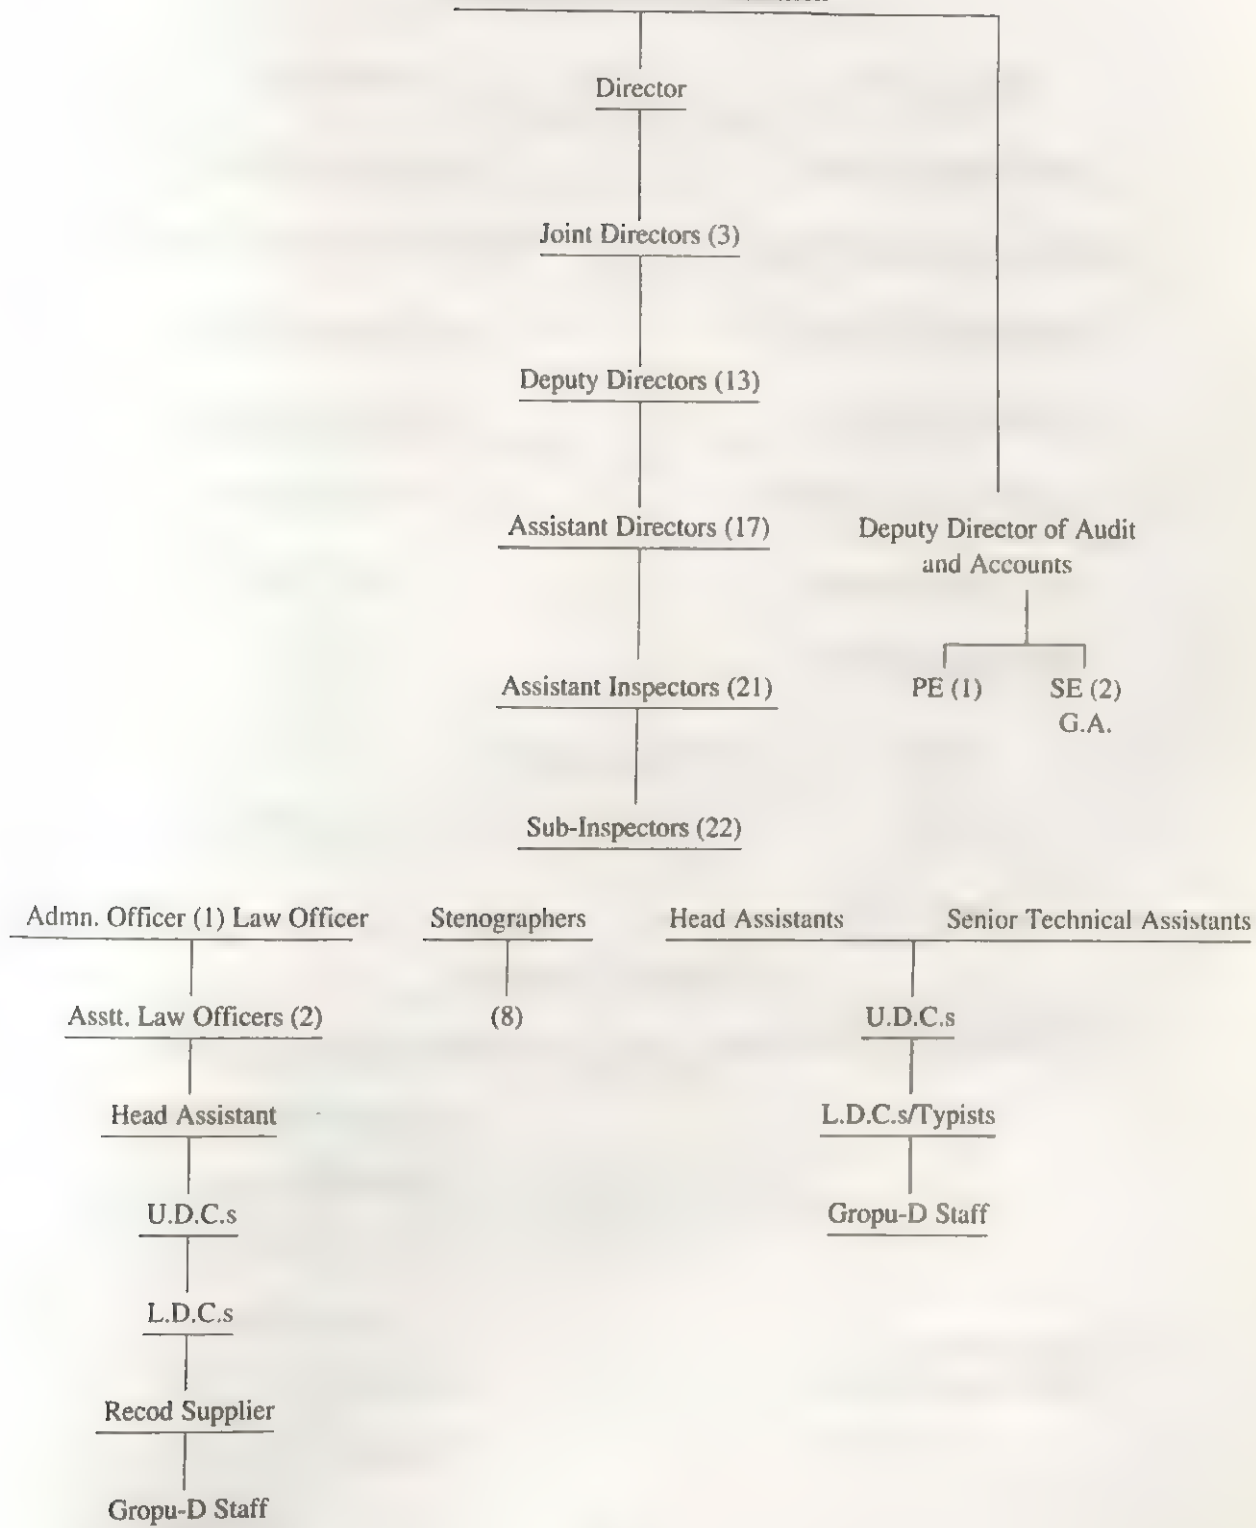 Director
Joint Directors (3)
Deputy Directors (13)
Assistant Directors (17)
Deputy Director of Audit
and Accounts
Assistant Inspectors (21)
PE (1) SE (2)
G.A.
Sub-Inspectors (22)
Admn. Officer (1) Law Officer Stenographers Head Assistants Senior Technical Assistants
Asstt. Law Officers (2) (8) U.D.C.s
Head Assistant L.D.C.s/Typists
U.D.C.s Gropu-D Staff
L.D.C.s
Recod Supplier
Gropu-D Staff